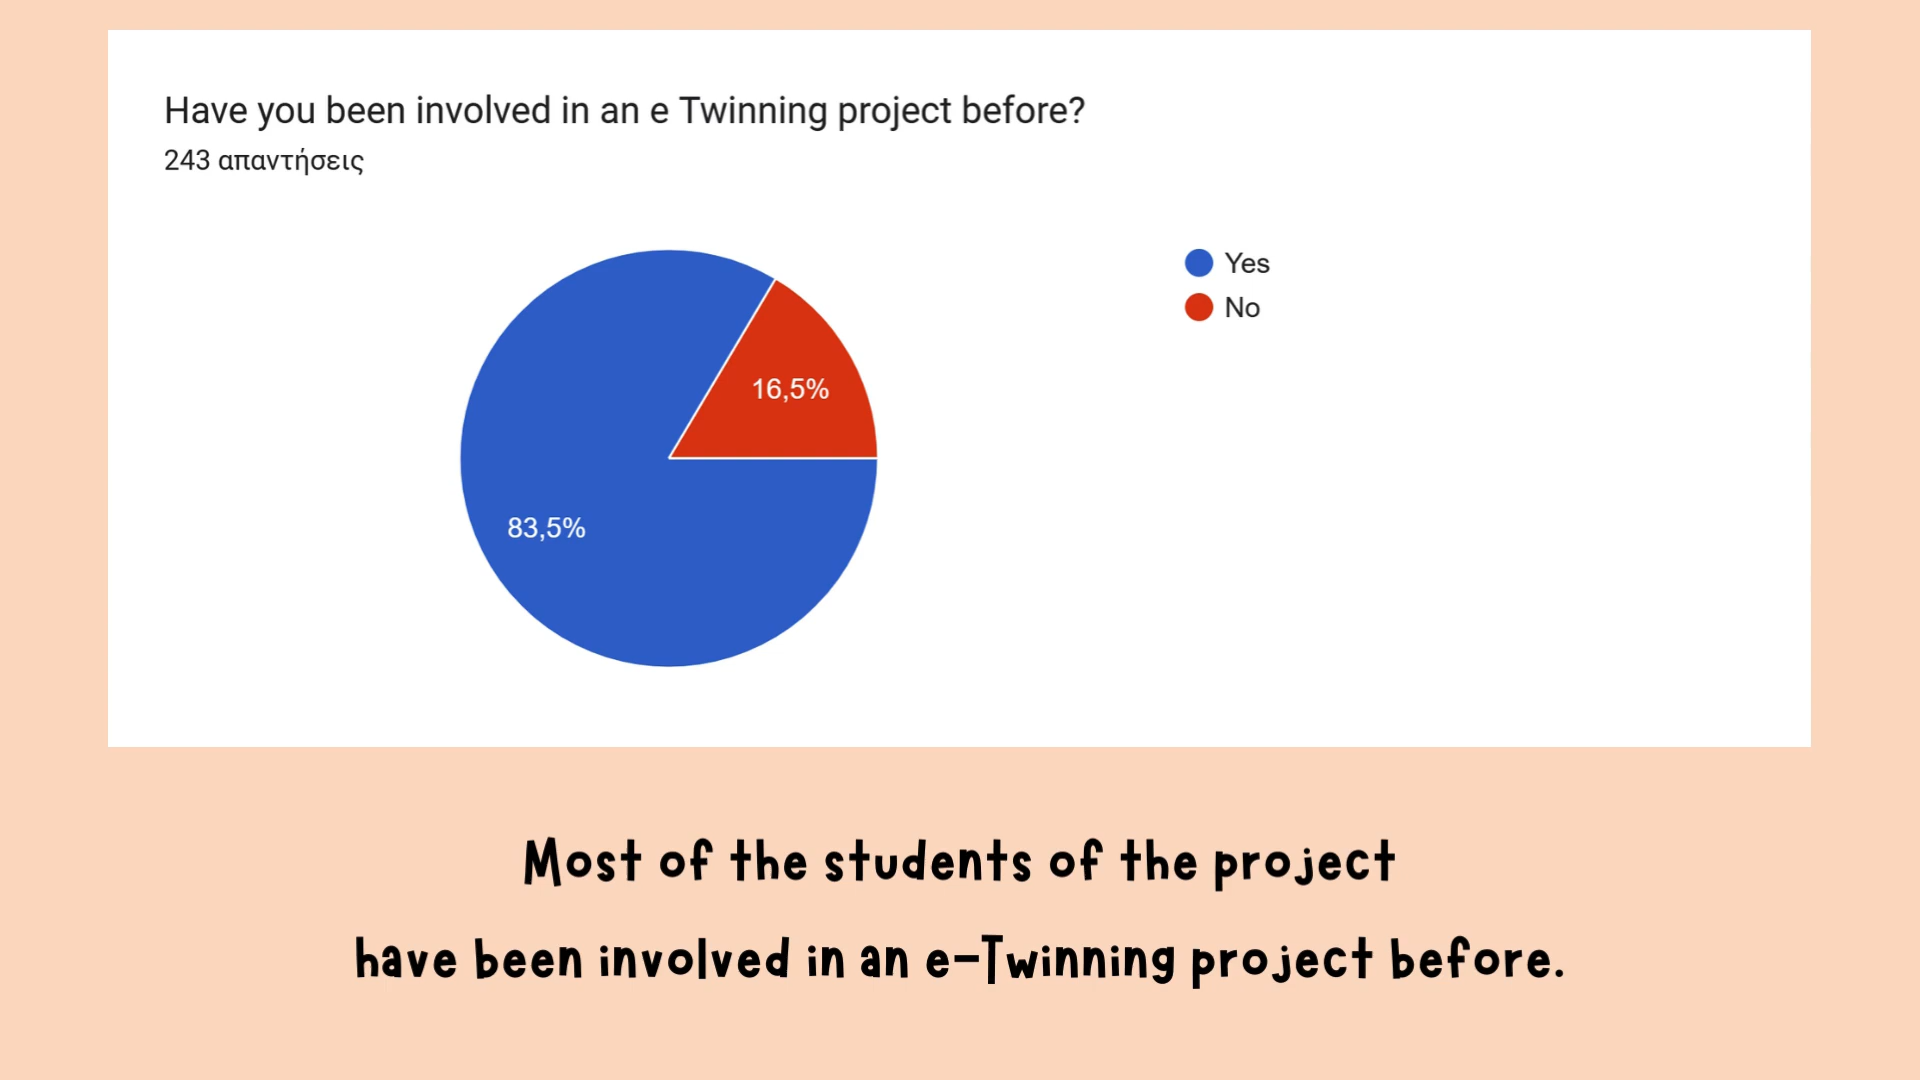 Have you been involved in an e Twinning project before?
243 απαντήσεις
Yes
No
16,5%
83,5%
Most of the students of the project
have been involved in an e-Twinning project before.